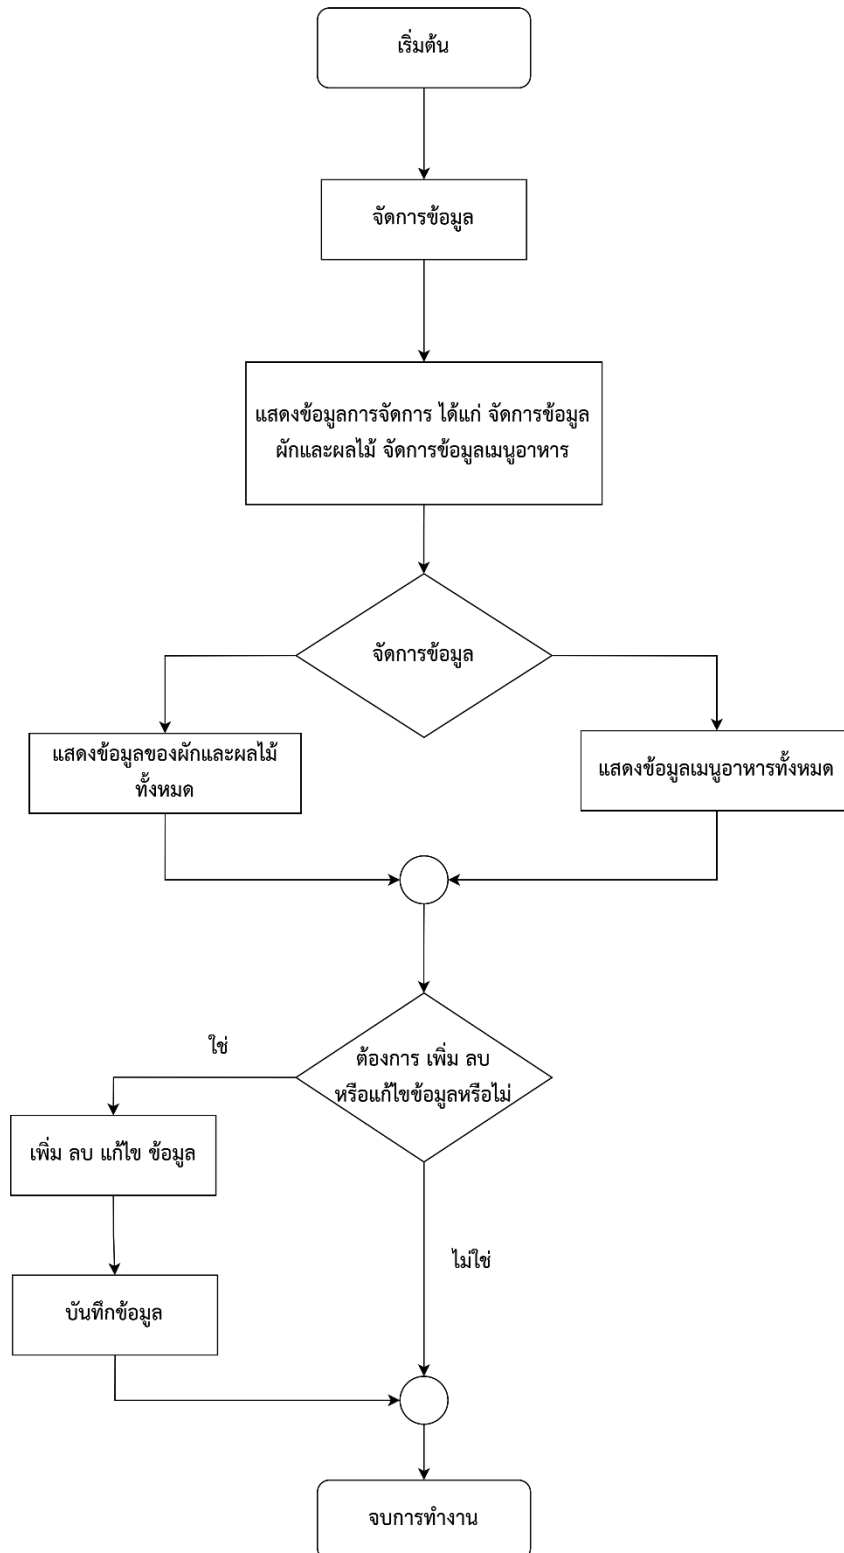 เริ่มต้น
จัดการข้อมูล
แสดงข้อมูลการจัดการ ได้แก่ จัดการข้อมูล
ผักและผลไม้ จัดการข้อมูลเมนูอาหาร
จัดการข้อมูล
แสดงข้อมูลของผักและผลไม้
ทั้งหมด
แสดงข้อมูลเมนูอาหารทั้งหมด
ใช่
ต้องการ เพิ่ม ลบ
หรือแก้ไขข้อมูลหรือไม่
เพิ่ม ลบ แก้ไข ข้อมูล
ไม่ใช่
บันทึกข้อมูล
จบการทำงาน